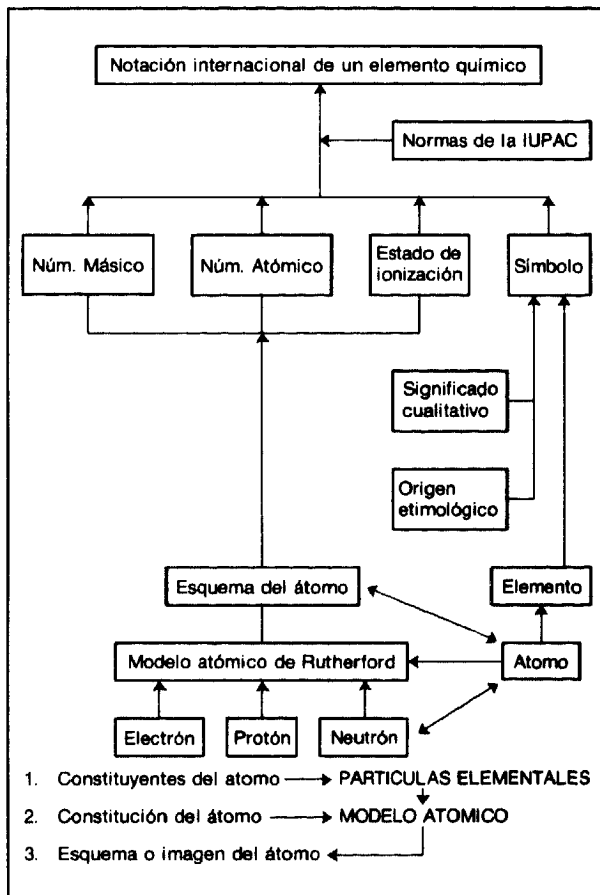 Notación internacional de un elemento químico
Normas de la IUPAC
Núm. Másico
Núm. Atómico
Estado de
ionización
Símbolo
Significado
cualitativo
Origen
etimológico
Esquema del átomo
Elemento
Modelo atómico de Rutherford
Atomo
Electrón
Protón
Neutrón
1. Constituyentes del atomo PARTICULAS ELEMENTALES
2. Constitución del átomo MODELO ATOMICO
3. Esquema o imagen del átomo